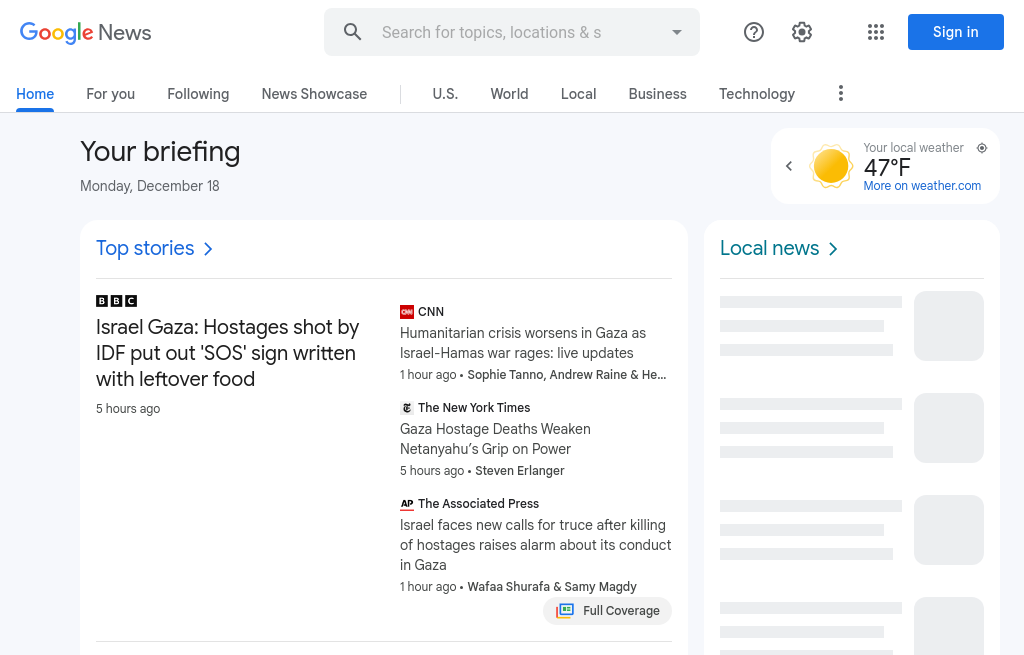 Google News
Search for topics, locations & s
Sign in
Home
For you
Following
News Showcase
U.S.
World
Local
Business
Technology
Your briefing
Monday, December 18
Your local weather
47°F
More on weather.com
Top stories
BBC
Israel Gaza: Hostages shot by
IDF put out 'SOS' sign written
with leftover food
5 hours ago
CNN
Humanitarian crisis worsens in Gaza as
Israel-Hamas war rages: live updates
1 hour ago • Sophie Tanno, Andrew Raine & He...
The New York Times
Gaza Hostage Deaths Weaken
Netanyahu’s Grip on Power
5 hours ago • Steven Erlanger
AP The Associated Press
Israel faces new calls for truce after killing
of hostages raises alarm about its conduct
in Gaza
1 hour ago • Wafaa Shurafa & Samy Magdy
Full Coverage
Local news